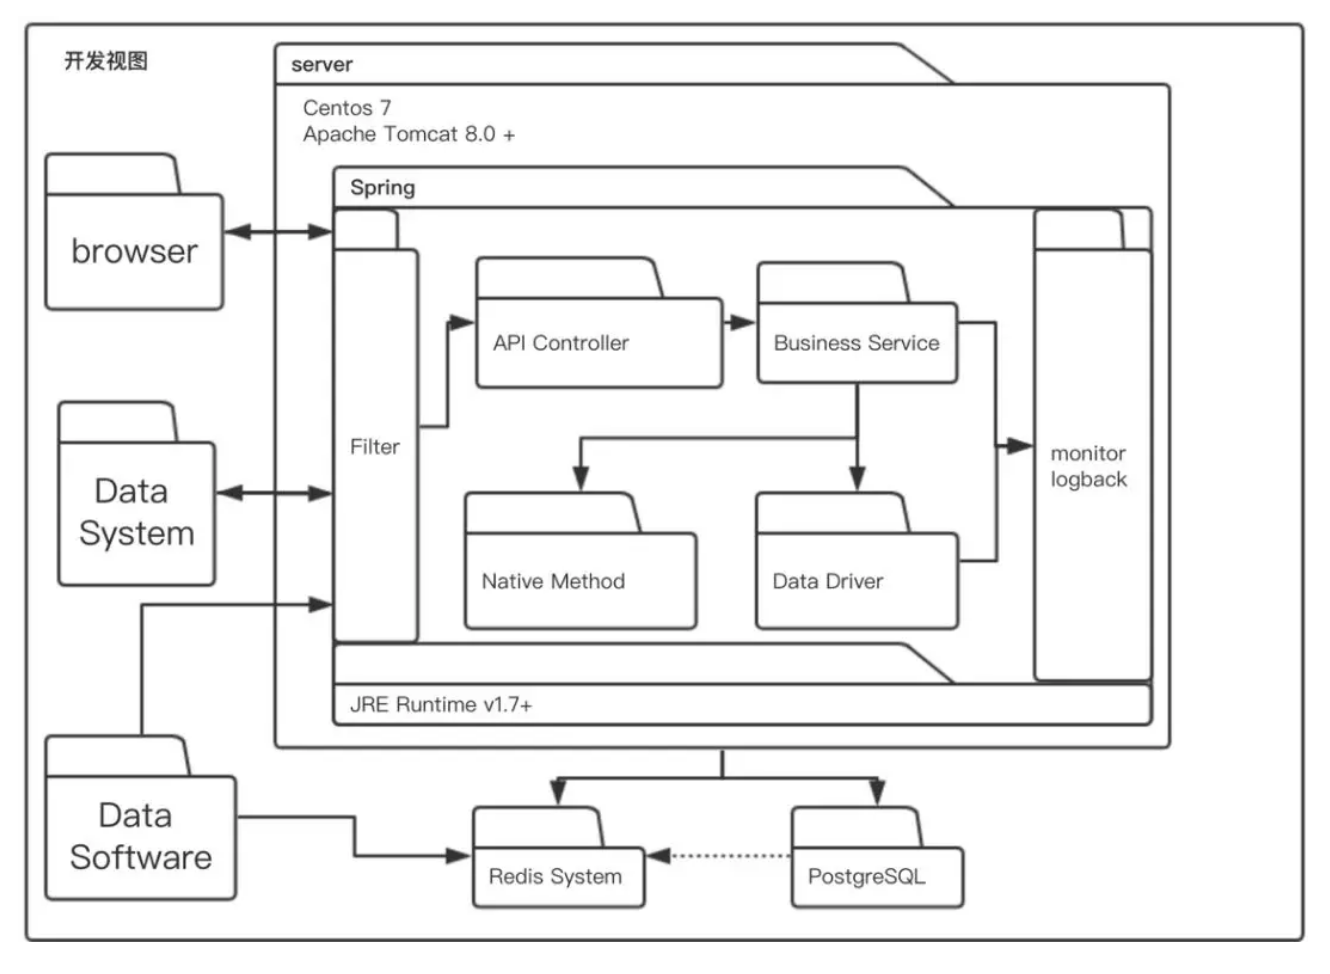 开发视图
server
Centos 7
Apache Tomcat 8.0 +
Spring
browser
API Controller
Business Service
Filter
monitor
logback
Data
System
Native Method
Data Driver
JRE Runtime v1.7+
Data
Software
Redis System
PostgreSQL